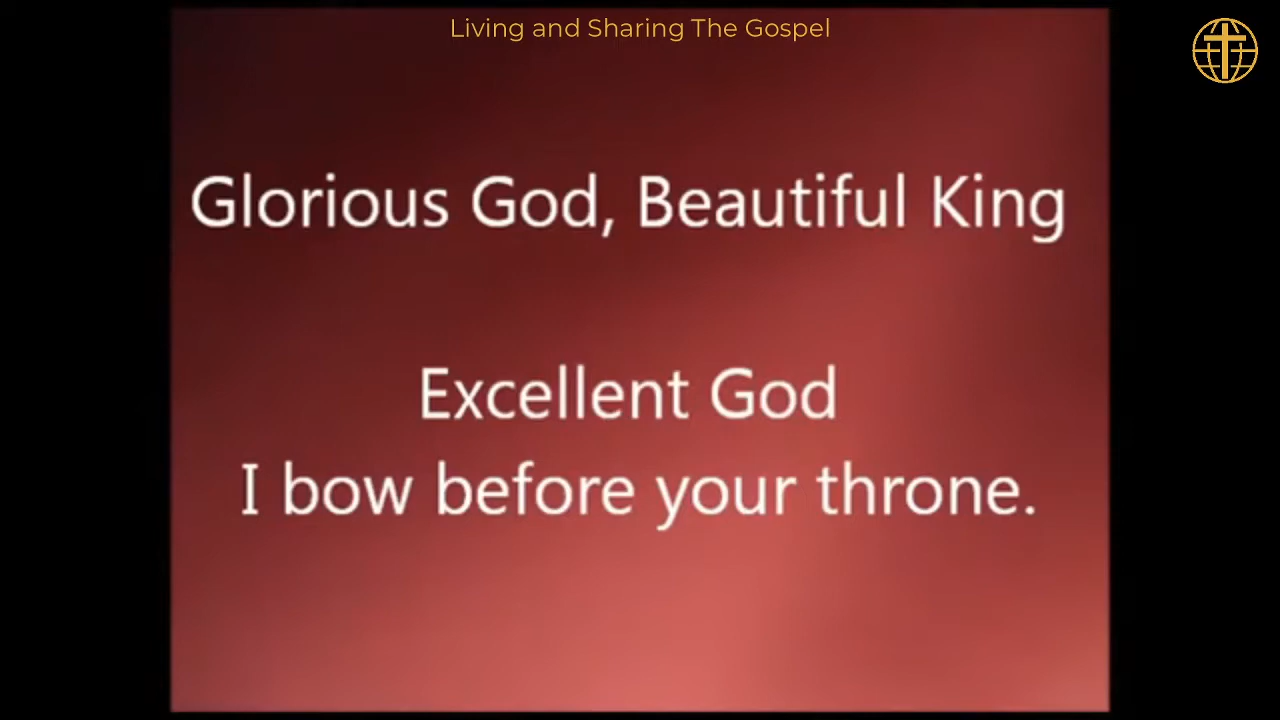 Living and Sharing The Gospel
Glorious God, Beautiful King
Excellent God
I bow before your throne.